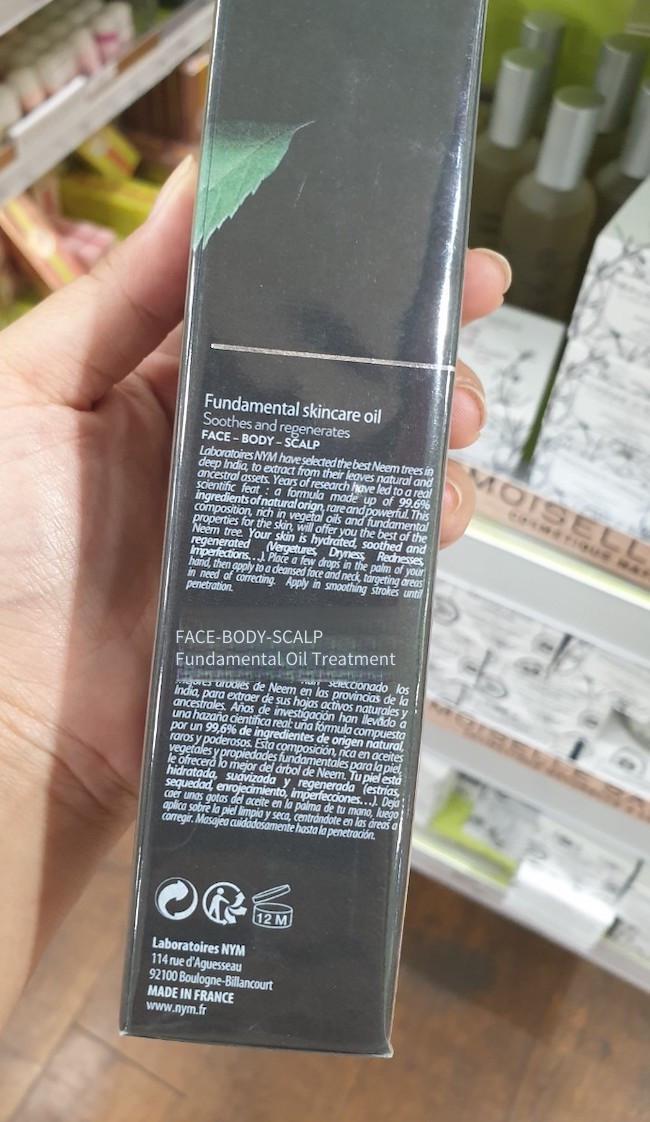 Fundamental skincare oil
Soothes and regenerates
FACE – BODY – SCALP
Laboratoires NYM have selected the best Neem trees in
deep India, to extract from their leaves natural and
ancestral assets. Years of research have led to a real
scientific feat : a formula made up of 99.6%
ingredients of natural origin, rare and powerful. This
composition, rich in vegetal oils and fundamental
properties for the skin, will offer you the best of the
Neem tree. Your skin is hydrated, soothed and
regenerated (Vergetures, Dryness, Rednesses,
Imperfections…). Place a few drops in the palm of your
hand, then apply to a cleansed face and neck, targeting areas
in need of correcting. Apply in smoothing strokes until
penetration.
FACE-BODY-SCALP
Fundamental Oil Treatment
mejores árboles de Neem en las provincias de la
India, para extraer de sus hojas activos naturales y
ancestrales. Años de investigación han llevado a
una hazaña científica real: una fórmula compuesta
por un 99,6% de ingredientes de origen natural,
raros y poderosos. Esta composición, rica en aceites
vegetales y propiedades fundamentales para la piel,
le ofrecerá lo mejor del árbol de Neem. Tu piel está
hidratada, suavizada y regenerada (estrías,
sequedad, enrojecimiento, imperfecciones…). Deja
caer unas gotas del aceite en la palma de tu mano, luego
aplica sobre la piel limpia y seca, centrándote en las áreas a
corregir. Masajea cuidadosamente hasta la penetración.
12 M
Laboratoires NYM
114 rue d'Aguesseau
92100 Boulogne-Billancourt
MADE IN FRANCE
www.nym.fr
MOISELLE
COSMÉTIQUE